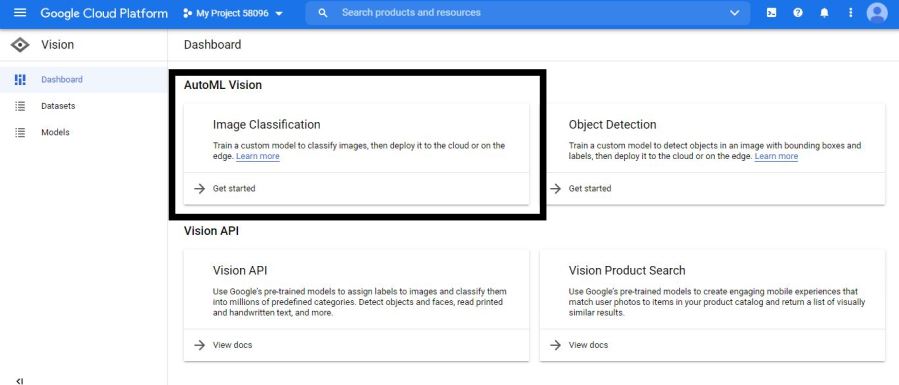 Google Cloud Platform
My Project 58096
Search products and resources
Vision
Dashboard
Dashboard
Datasets
Models
AutoML Vision
Image Classification
Train a custom model to classify images, then deploy it to the cloud or on the
edge. Learn more
Get started
Object Detection
Train a custom model to detect objects in an image with bounding boxes and
labels, then deploy it to the cloud or on the edge. Learn more
Get started
Vision API
Vision API
Use Google's pre-trained models to assign labels to images and classify them
into millions of predefined categories. Detect objects and faces, read printed
and handwritten text, and more.
View docs
Vision Product Search
Use Google's pre-trained models to create engaging mobile experiences that
match user photos to items in your product catalog and return a list of visually
similar results.
View docs